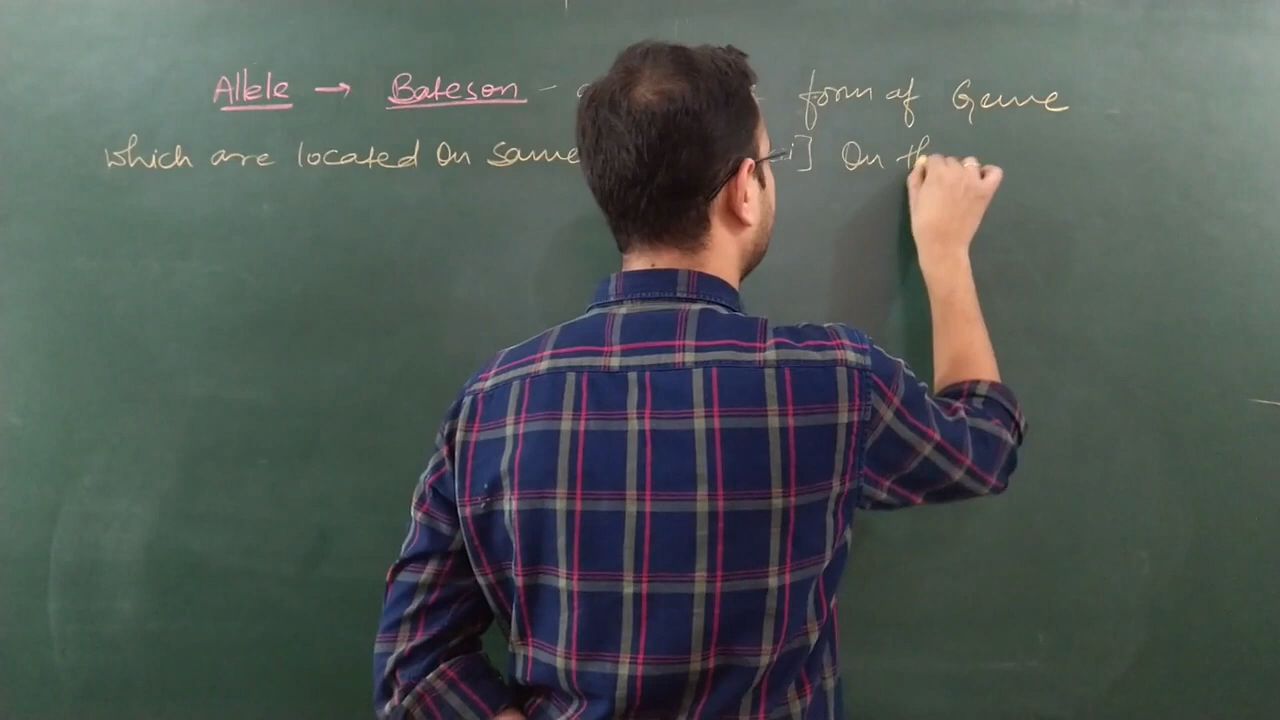 Allele → Bateson - form of Gene
which are located on same i] on th